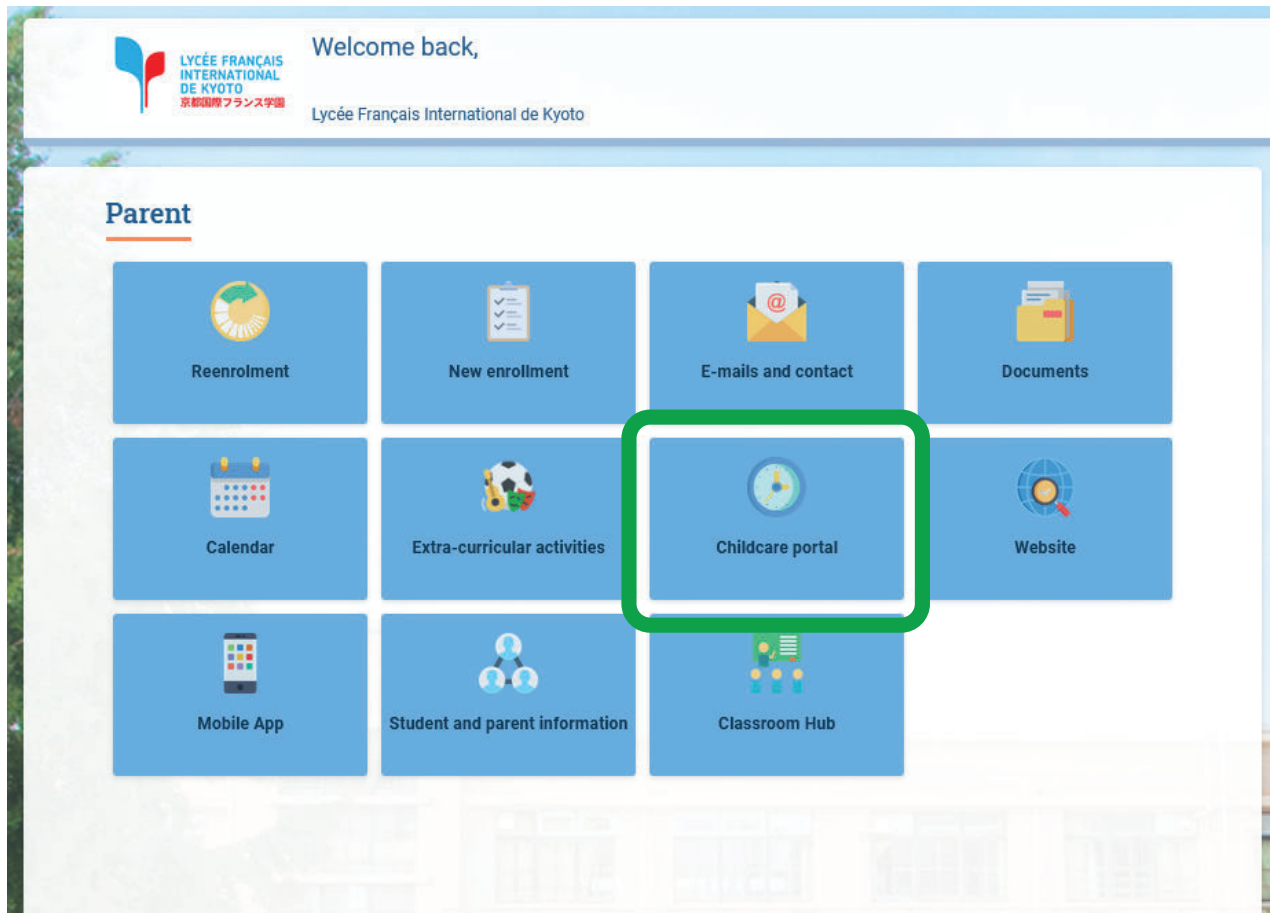 LYCÉE FRANÇAIS
INTERNATIONAL
DE KYOTO
京都国際フランス学園
Welcome back,
Lycée Français International de Kyoto
Parent
Reenrolment
New enrollment
E-mails and contact
Documents
Calendar
Extra-curricular activities
Childcare portal
Website
Mobile App
Student and parent information
Classroom Hub